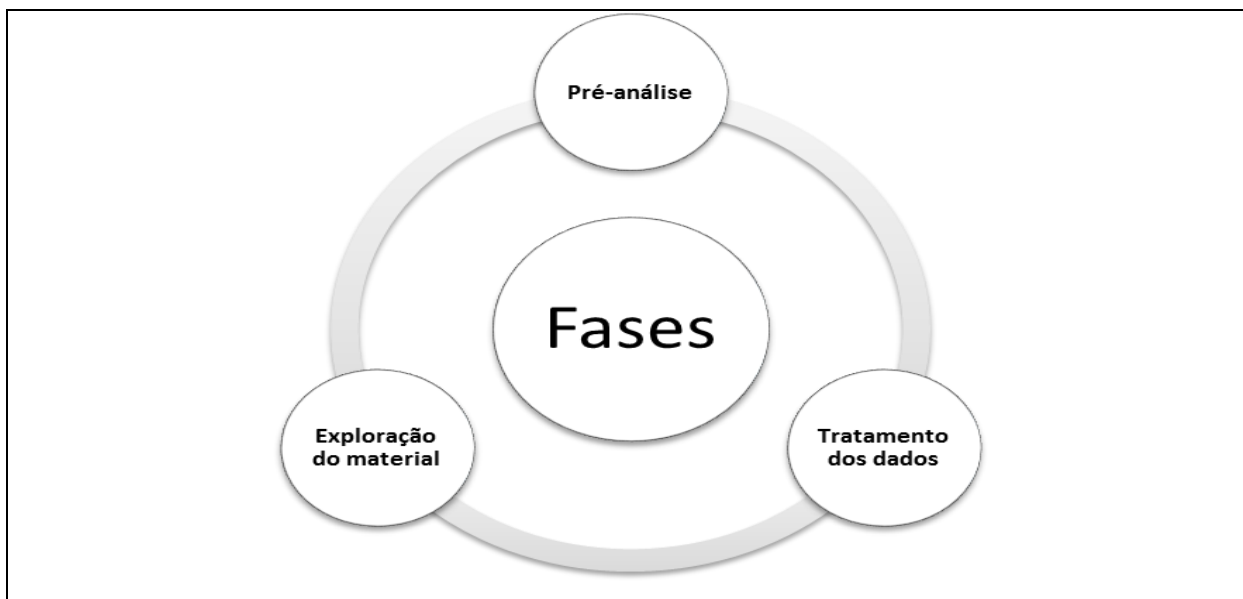 Pré-análise
Fases
Exploração
do material
Tratamento
dos dados